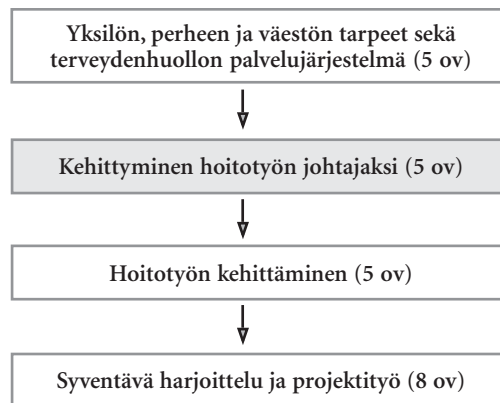 Yksilön, perheen ja väestön tarpeet sekä
terveydenhuollon palvelujärjestelmä (5 ov)
Kehittyminen hoitotyön johtajaksi (5 ov)
Hoitotyön kehittäminen (5 ov)
Syventävä harjoittelu ja projektityö (8 ov)